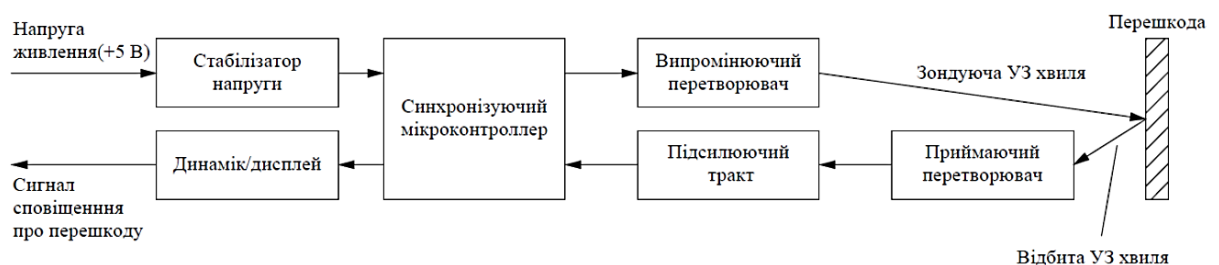 Напруга
живлення(+5 В)
Стабілізатор
напруги
Синхронізуючий
мікроконтроллер
Випромінюючий
перетворювач
Зондуюча УЗ хвиля
Перешкода
Динамік/дисплей
Підсилюючий
тракт
Приймаючий
перетворювач
Сигнал
сповіщенння
про перешкоду
Відбита УЗ хвиля